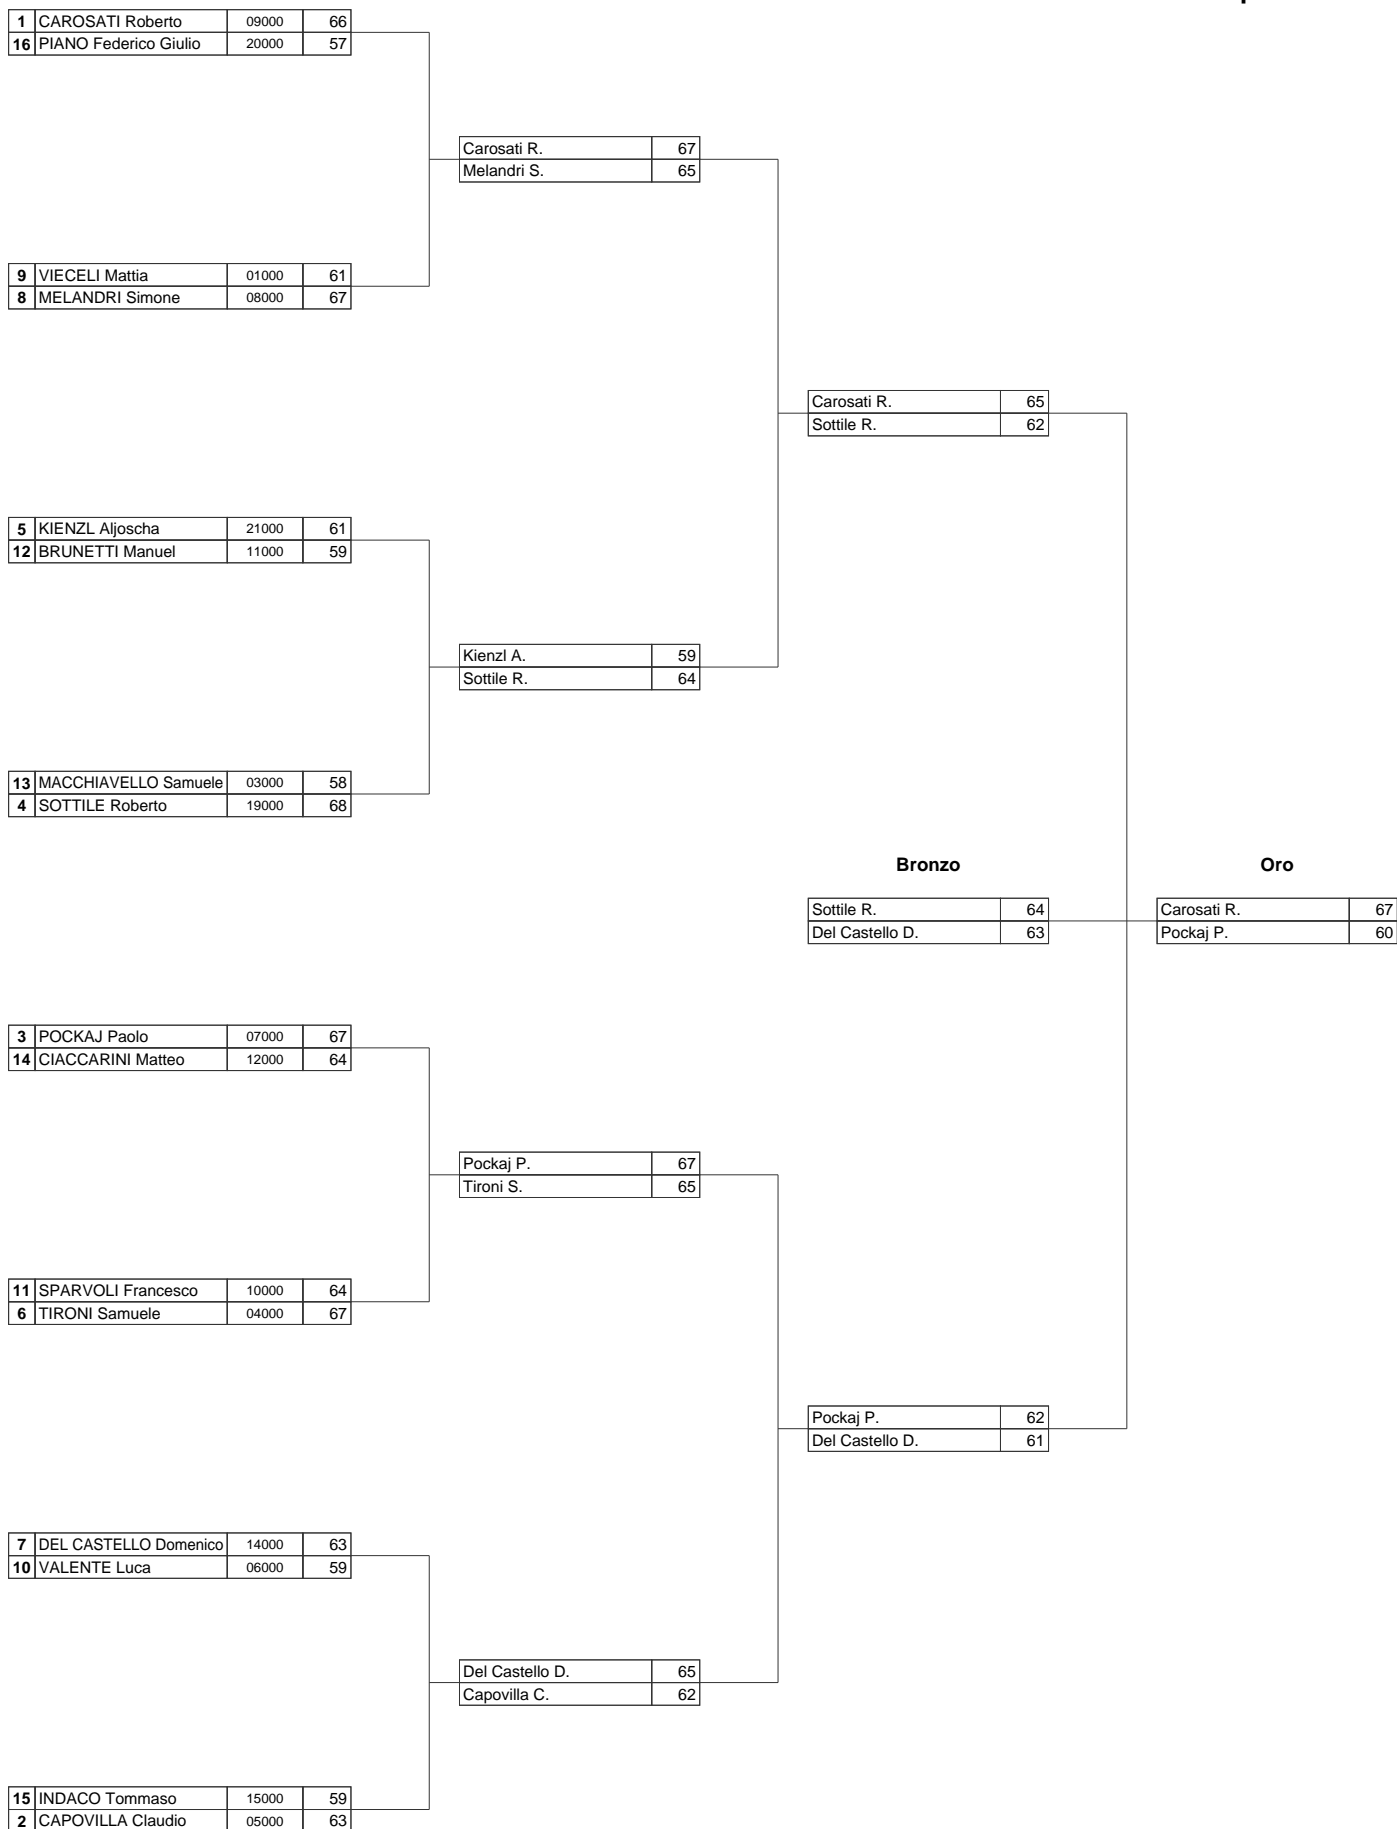 1 CAROSATI Roberto 09000 66
16 PIANO Federico Giulio 20000 57
Carosati R. 67
Melandri S. 65
9 VIECELI Mattia 01000 61
8 MELANDRI Simone 08000 67
Carosati R. 65
Sottile R. 62
5 KIENZL Aljoscha 21000 61
12 BRUNETTI Manuel 11000 59
Kienzl A. 59
Sottile R. 64
13 MACCHIAVELLO Samuele 03000 58
4 SOTTILE Roberto 19000 68
Bronzo Oro
Sottile R. 64 Carosati R. 67
Del Castello D. 63 Pockaj P. 60
3 POCKAJ Paolo 07000 67
14 CIACCARINI Matteo 12000 64
Pockaj P. 67
Tironi S. 65
11 SPARVOLI Francesco 10000 64
6 TIRONI Samuele 04000 67
Pockaj P. 62
Del Castello D. 61
7 DEL CASTELLO Domenico 14000 63
10 VALENTE Luca 06000 59
Del Castello D. 65
Capovilla C. 62
15 INDACO Tommaso 15000 59
2 CAPOVILLA Claudio 05000 63